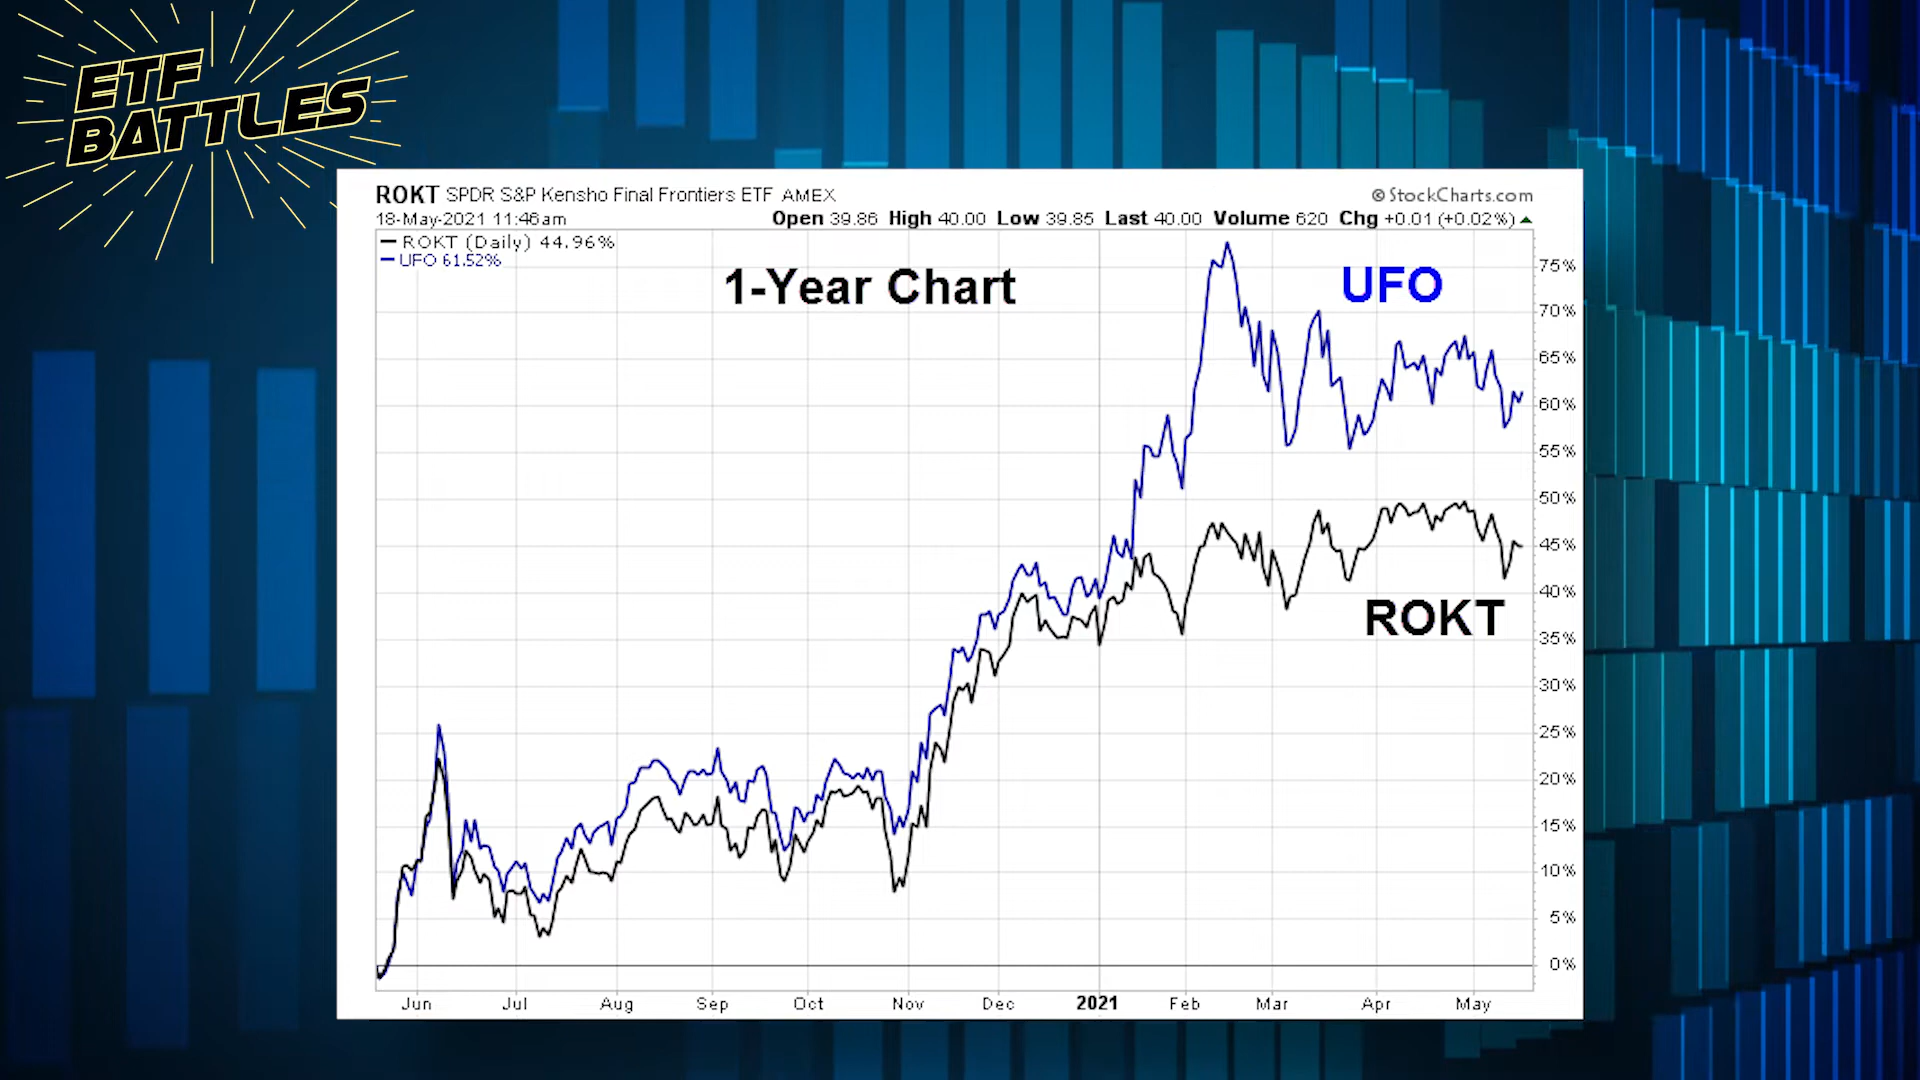 ETF
BATTLES
ROKT SPDR S&P Kensho Final Frontiers ETF AMEX
© StockCharts.com
18-May-2021 11:46am
Open 39.86 High 40.00 Low 39.85 Last 40.00 Volume 620 Chg +0.01 (+0.02%)
ROKT (Daily) 44.96%
UFO 61.52%
1-Year Chart
UFO
ROKT
75%
70%
65%
60%
55%
50%
45%
40%
35%
30%
25%
20%
15%
10%
5%
0%
Jun Jul Aug Sep Oct Nov Dec 2021 Feb Mar Apr May